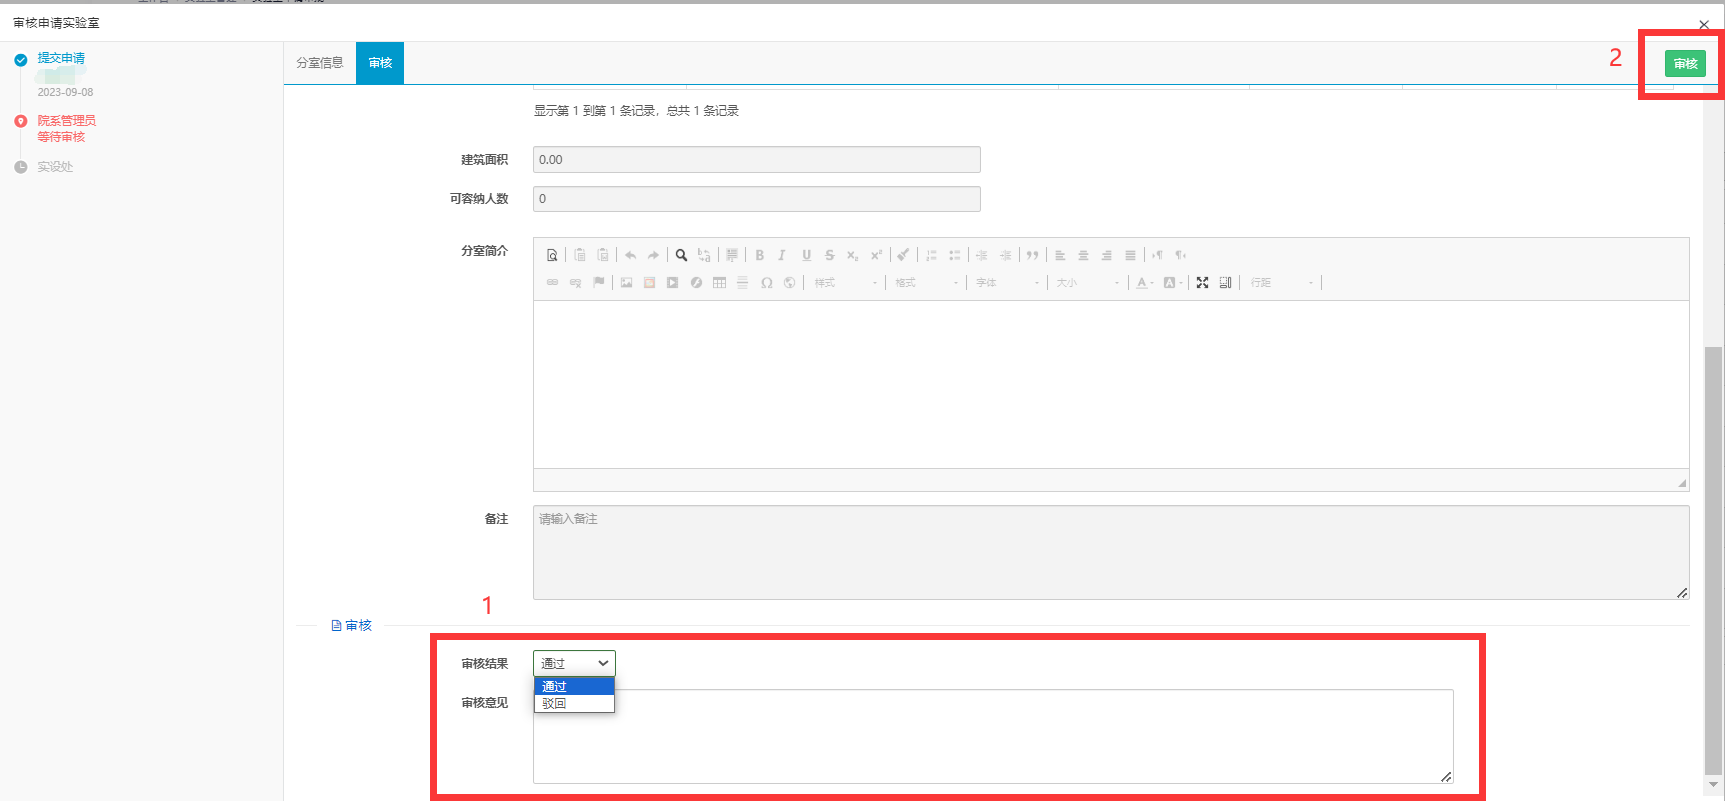 审核申请实验室
提交申请
2023-09-08
院系管理员
等待审核
实设处
分室信息
审核
2
审核
显示第 1 到第 1 条记录，总共 1 条记录
建筑面积
0.00
可容纳人数
0
分室简介
样式
格式
字体
大小
行距
备注
请输入备注
1
审核
审核结果
通过
通过
驳回
审核意见